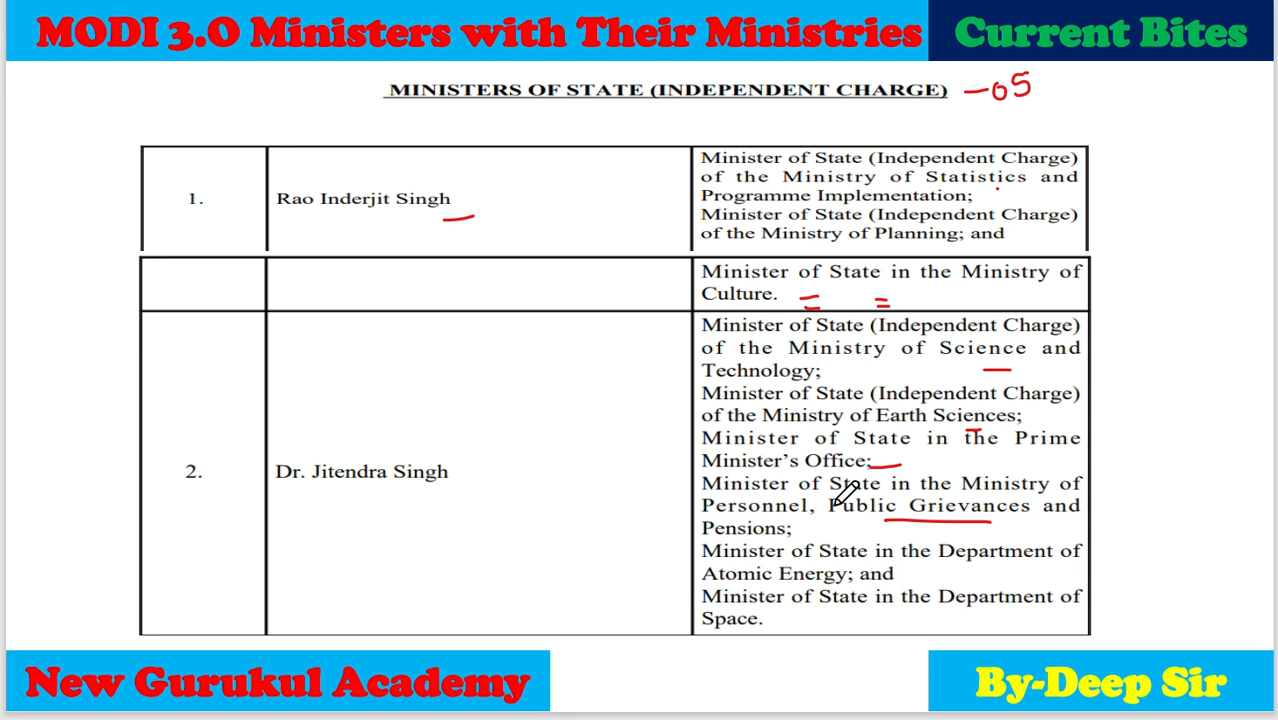 MODI 3.0 Ministers with Their Ministries
Current Bites
MINISTERS OF STATE (INDEPENDENT CHARGE) -05
1.
Rao Inderjit Singh
Minister of State (Independent Charge)
of the Ministry of Statistics and
Programme Implementation;
Minister of State (Independent Charge)
of the Ministry of Planning; and
Minister of State in the Ministry of
Culture.
2.
Dr. Jitendra Singh
Minister of State (Independent Charge)
of the Ministry of Science and
Technology;
Minister of State (Independent Charge)
of the Ministry of Earth Sciences;
Minister of State in the Prime
Minister's Office;
Minister of State in the Ministry of
Personnel, Public Grievances and
Pensions;
Minister of State in the Department of
Atomic Energy; and
Minister of State in the Department of
Space.
New Gurukul Academy
By-Deep Sir